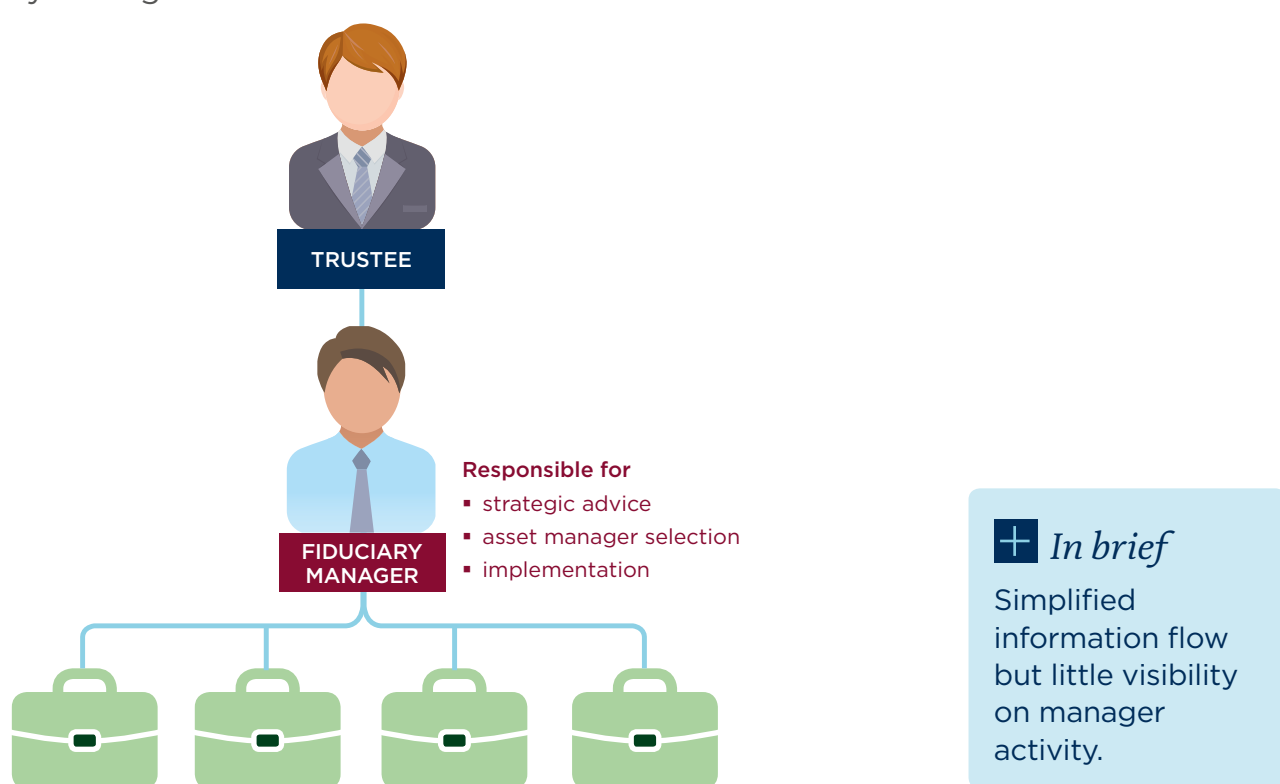 TRUSTEE
FIDUCIARY
MANAGER
Responsible for
▪ strategic advice
▪ asset manager selection
▪ implementation
In brief
Simplified
information flow
but little visibility
on manager
activity.